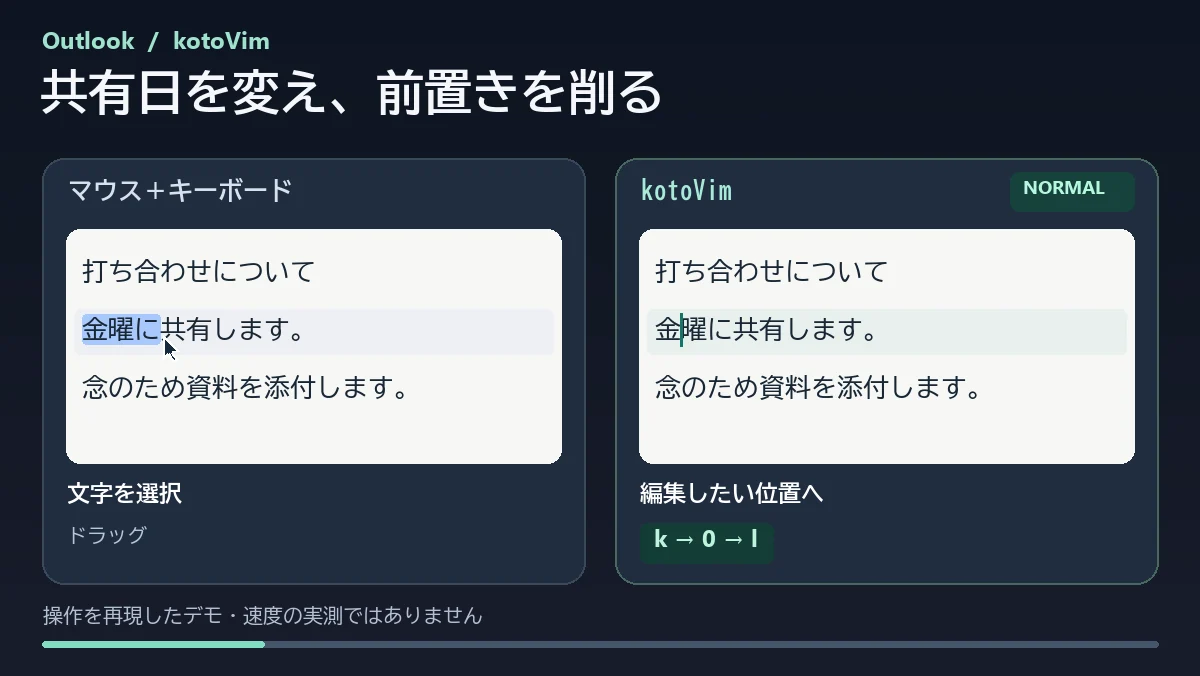 Outlook / kotoVim
共有日を変え、前置きを削る
マウス＋キーボード
打ち合わせについて
金曜に共有します。
念のため資料を添付します。
文字を選択
ドラッグ
kotoVim
NORMAL
打ち合わせについて
金曜に共有します。
念のため資料を添付します。
編集したい位置へ
k → 0 → l
操作を再現したデモ・速度の実測ではありません